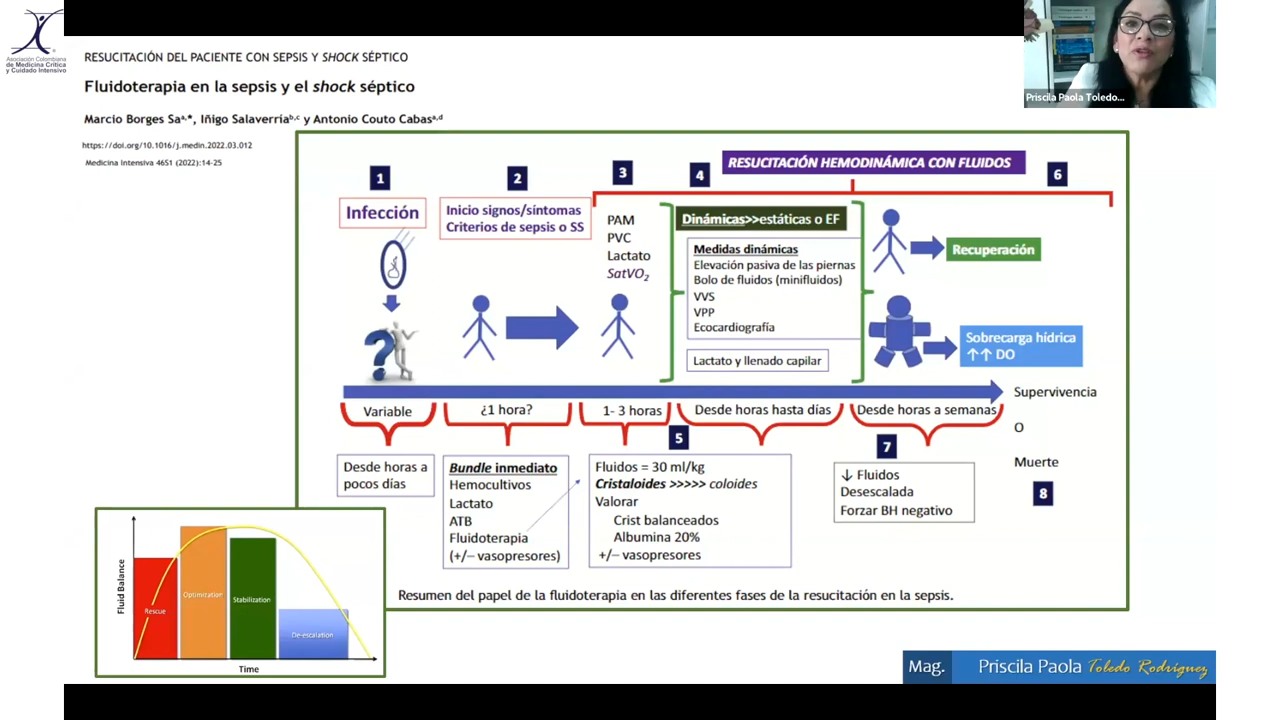 Asociación Colombiana
de Medicina Crítica
y Cuidado Intensivo
RESUCITACIÓN DEL PACIENTE CON SEPSIS Y SHOCK SÉPTICO
Fluidoterapia en la sepsis y el shock séptico
Marcio Borges Saa,*, Iñigo Salaverríab,c y Antonio Couto Cabasa,d
https://doi.org/10.1016/j.medin.2022.03.012
Medicina Intensiva 46S1 (2022):14-25
Priscila Paola Toledo...
RESUCITACIÓN HEMODINÁMICA CON FLUIDOS
1
2
3
4
6
Infección
Inicio signos/síntomas
Criterios de sepsis o SS
PAM
PVC
Lactato
SatVO2
Dinámicas>>estáticas o EF
Medidas dinámicas
Elevación pasiva de las piernas
Bolo de fluidos (minifluidos)
VVS
VPP
Ecocardiografía
Lactato y llenado capilar
Recuperación
Sobrecarga hídrica
↑↑ DO
?
Variable
¿1 hora?
1- 3 horas
Desde horas hasta días
Desde horas a semanas
Supervivencia
O
Muerte
8
5
7
Desde horas a
pocos días
Bundle inmediato
Hemocultivos
Lactato
ATB
Fluidoterapia
(+/− vasopresores)
Fluidos = 30 ml/kg
Cristaloides >>>>> coloides
Valorar
Crist balanceados
Albumina 20%
+/− vasopresores
↓ Fluidos
Desescalada
Forzar BH negativo
Resumen del papel de la fluidoterapia en las diferentes fases de la resucitación en la sepsis.
Fluid Balance
Rescue
Optimization
Stabilization
De-escalation
Time
Mag. Priscila Paola Toledo Rodriguez